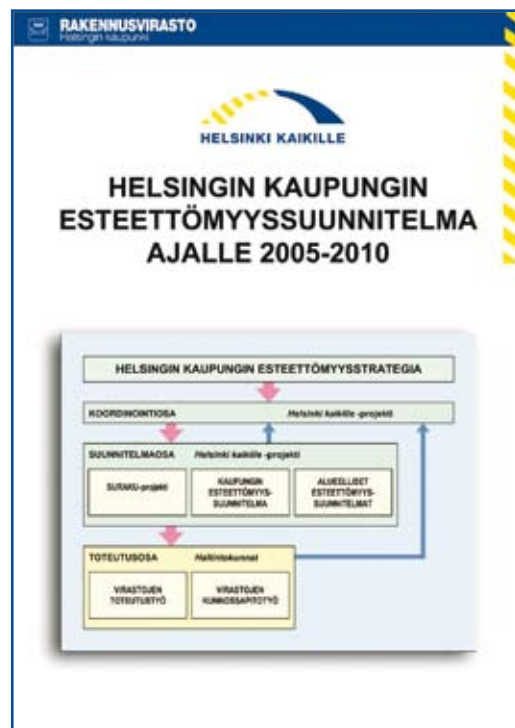 RAKENNUSVIRASTO
Helsingin kaupunki
HELSINKI KAIKILLE
HELSINGIN KAUPUNGIN
ESTEETTÖMYYSSUUNNITELMA
AJALLE 2005-2010
HELSINGIN KAUPUNGIN ESTEETTÖMYYSSTRATEGIA
KOORDINOINTIOSA Helsinki kaikille -projekti
SUUNNITELMAOSA Helsinki kaikille -projekti
SURAKU-projekti
KAUPUNGIN
ESTEETTÖMYYS-
SUUNNITELMA
ALUEELLISET
ESTEETTÖMYYS-
SUUNNITELMAT
TOTEUTUSOSA Hallintokunnat
VIRASTOJEN
TOTEUTUSTYÖ
VIRASTOJEN
KUNNOSSAPITOTYÖ